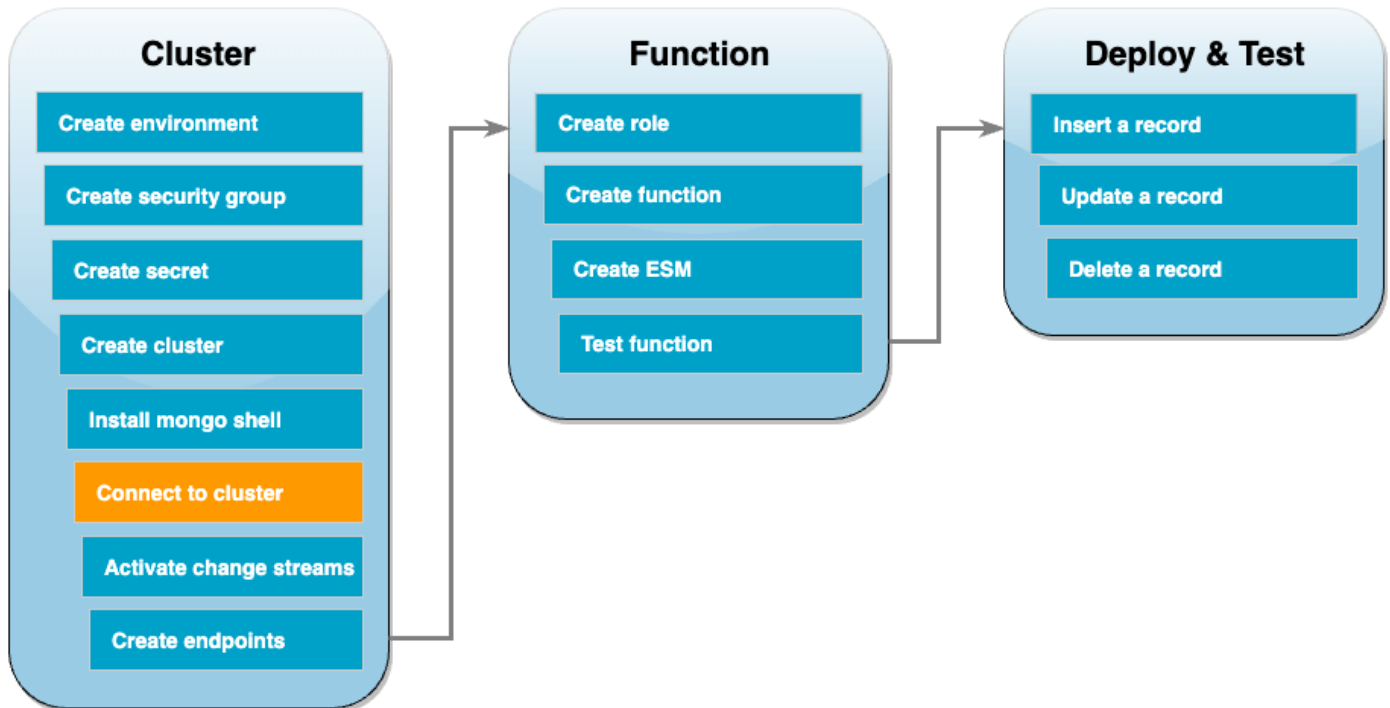 Cluster
Create environment
Create security group
Create secret
Create cluster
Install mongo shell
Connect to cluster
Activate change streams
Create endpoints
Function
Create role
Create function
Create ESM
Test function
Deploy & Test
Insert a record
Update a record
Delete a record